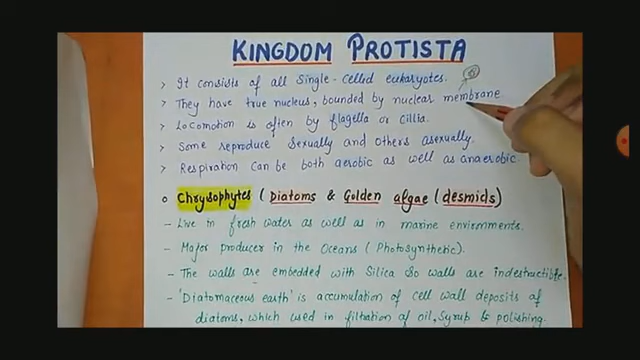 KINGDOM PROTISTA
> It consists of all Single-Celled eukaryotes.
> They have true nucleus, bounded by nuclear membrane
> Locomotion is often by flagella or Cillia.
> Some reproduce Sexually and others asexually.
> Respiration can be both aerobic as well as anaerobic.
o Chrysophytes (Diatoms & Golden algae (desmids)
- Live in fresh water as well as in marine environments.
- Major producer in the Oceans (Photosynthetic).
- The walls are embedded with Silica so walls are indestructible.
- 'Diatomaceous earth' is accumulation of cell wall deposits of
diatoms, which used in filtration of oil, Syrup & polishing.